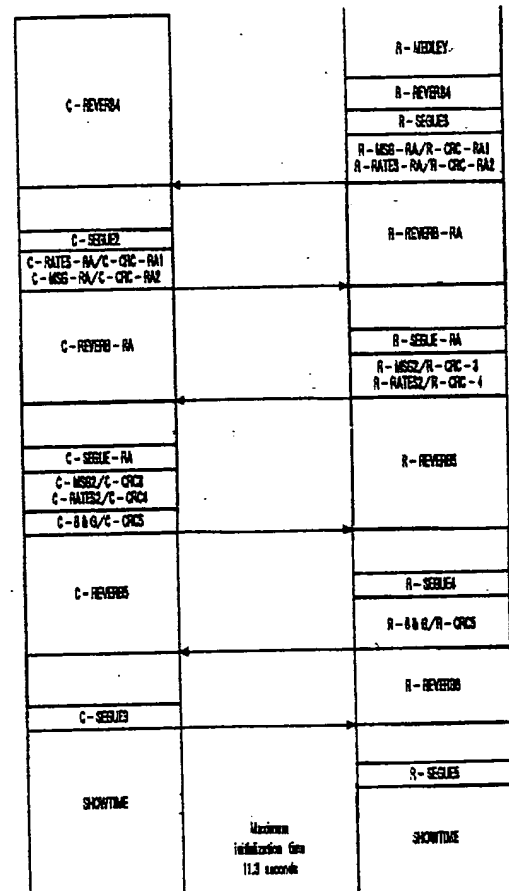 C-REVERB4
C-SEGUE2
C-RATES-RA/C-CRC-RA1
C-MSG-RA/C-CRC-RA2
C-REVERB-RA
C-SEGUE-RA
C-MSG2/C-CRC3
C-RATES2/C-CRC4
C-B&G/C-CRC5
C-REVERB5
C-SEGUE3
SHOWTIME
Maximum
initialization time
11.3 seconds
R-MEDLEY
R-REVERB4
R-SEGUE3
R-MSG-RA/R-CRC-RA1
R-RATES-RA/R-CRC-RA2
R-REVERB-RA
R-SEGUE-RA
R-MSG2/R-CRC-3
R-RATES2/R-CRC-4
R-REVERB5
R-SEGUE4
R-B&G/R-CRC5
R-REVERB6
R-SEGUE5
SHOWTIME